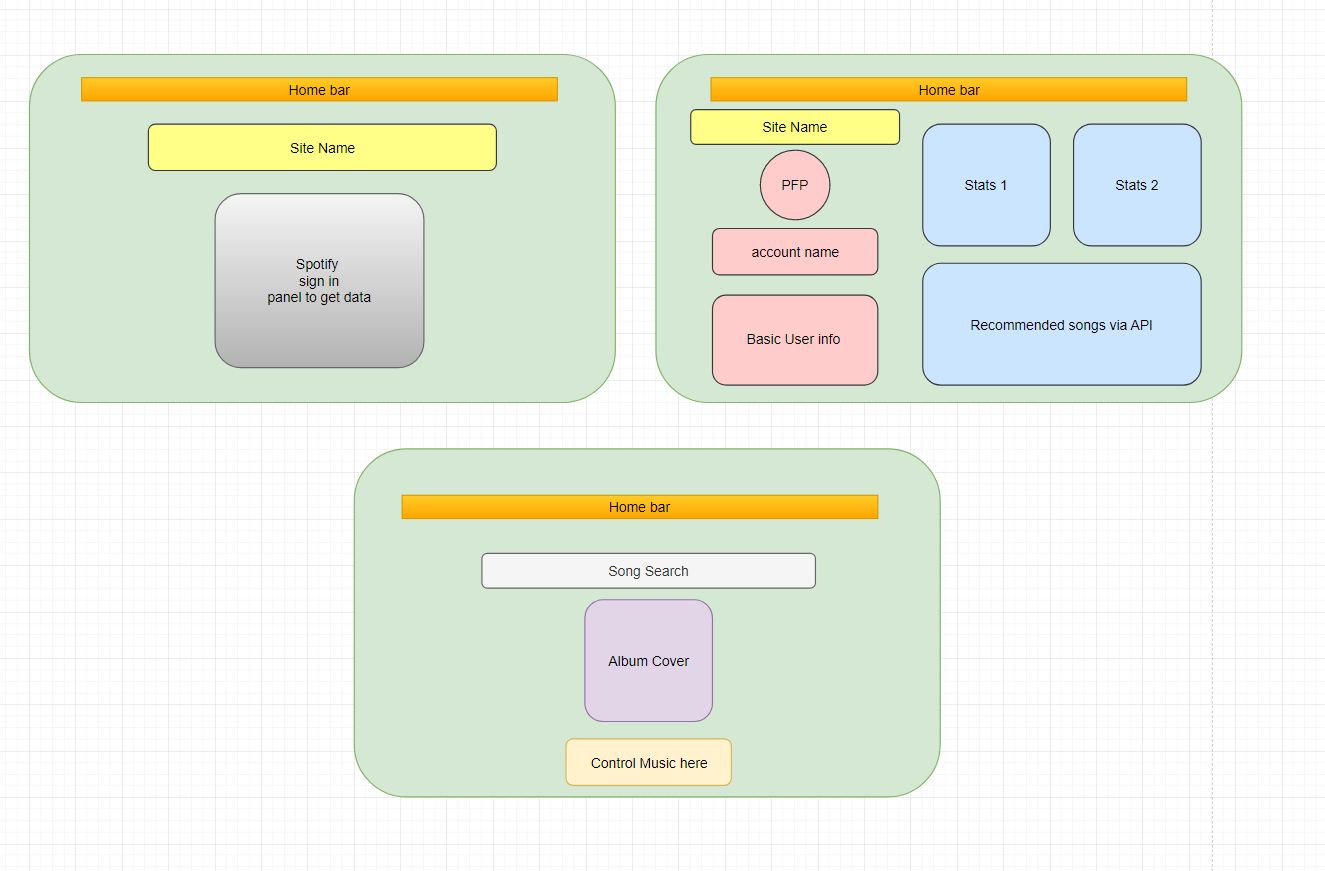 Home bar
Site Name
Spotify
sign in
panel to get data
Home bar
Site Name
PFP
account name
Basic User info
Stats 1
Stats 2
Recommended songs via API
Home bar
Song Search
Album Cover
Control Music here